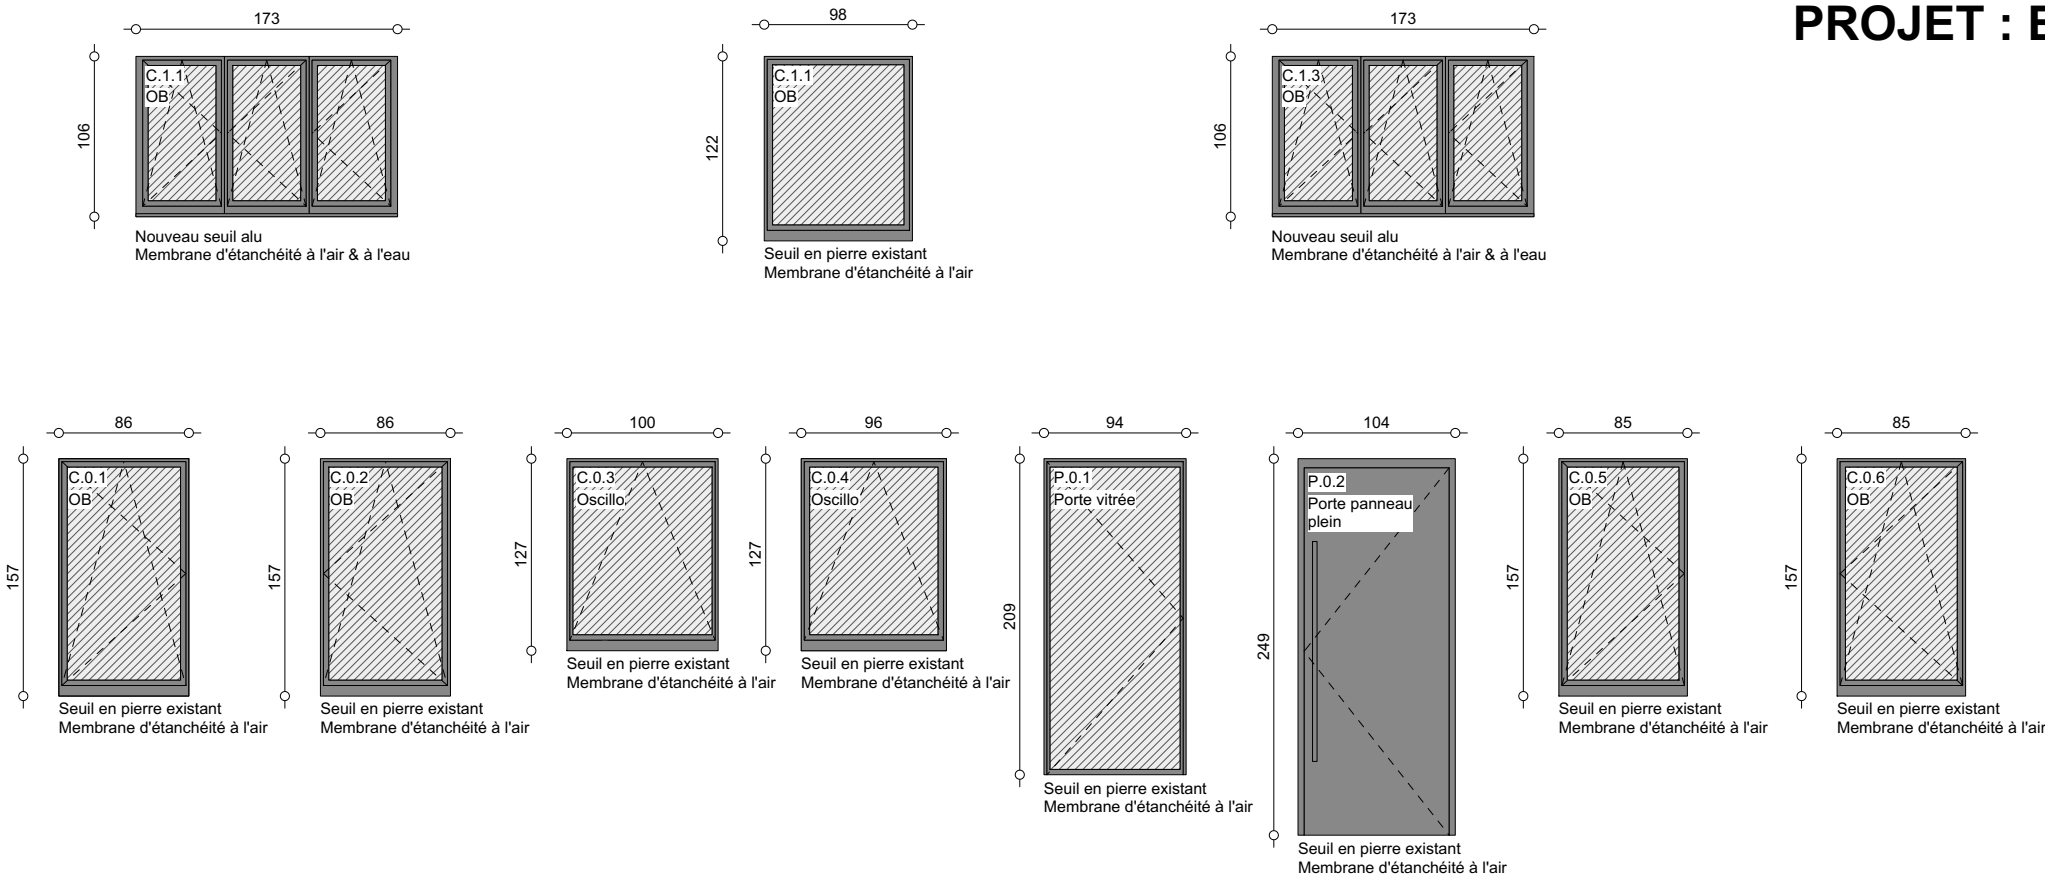 PROJET : E
173
98
173
106
C.1.1
OB
122
C.1.1
OB
106
C.1.3
OB
Nouveau seuil alu
Membrane d'étanchéité à l'air & à l'eau
Seuil en pierre existant
Membrane d'étanchéité à l'air
Nouveau seuil alu
Membrane d'étanchéité à l'air & à l'eau
86
86
100
96
94
104
85
85
157
C.0.1
OB
157
C.0.2
OB
127
C.0.3
Oscillo
127
C.0.4
Oscillo
209
P.0.1
Porte vitrée
249
P.0.2
Porte panneau
plein
157
C.0.5
OB
157
C.0.6
OB
Seuil en pierre existant
Membrane d'étanchéité à l'air
Seuil en pierre existant
Membrane d'étanchéité à l'air
Seuil en pierre existant
Membrane d'étanchéité à l'air
Seuil en pierre existant
Membrane d'étanchéité à l'air
Seuil en pierre existant
Membrane d'étanchéité à l'air
Seuil en pierre existant
Membrane d'étanchéité à l'air
Seuil en pierre existant
Membrane d'étanchéité à l'air
Seuil en pierre existant
Membrane d'étanchéité à l'air